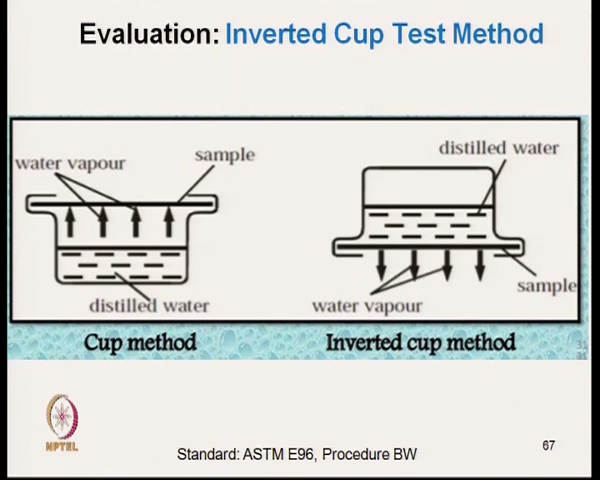 Evaluation: Inverted Cup Test Method
water vapour
sample
distilled water
Cup method
distilled water
sample
water vapour
Inverted cup method
NPTEL
Standard: ASTM E96, Procedure BW
67